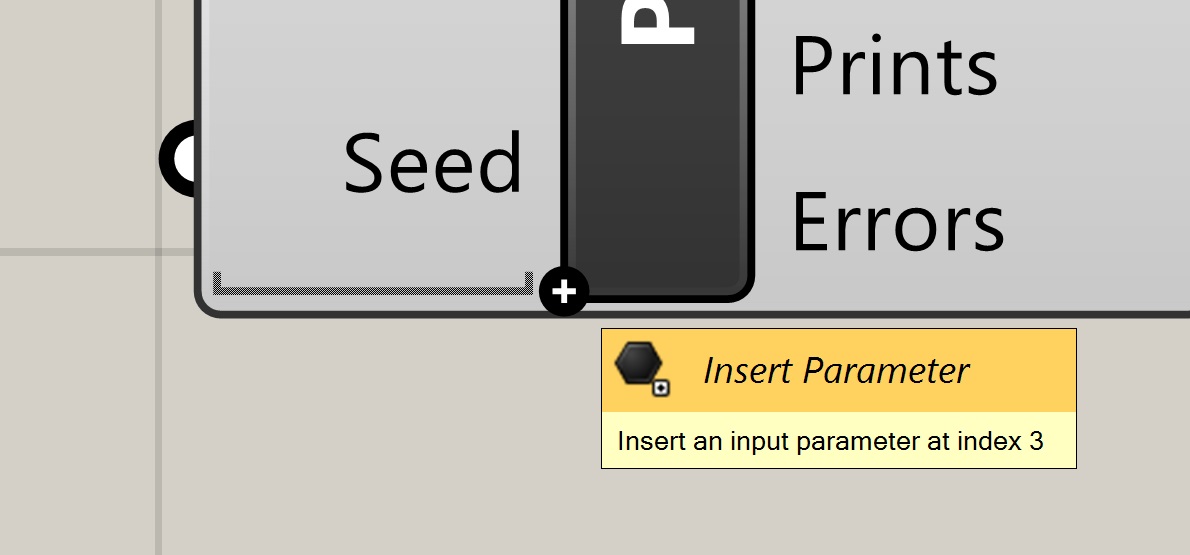 P
Prints
Seed
Errors
Insert Parameter
Insert an input parameter at index 3